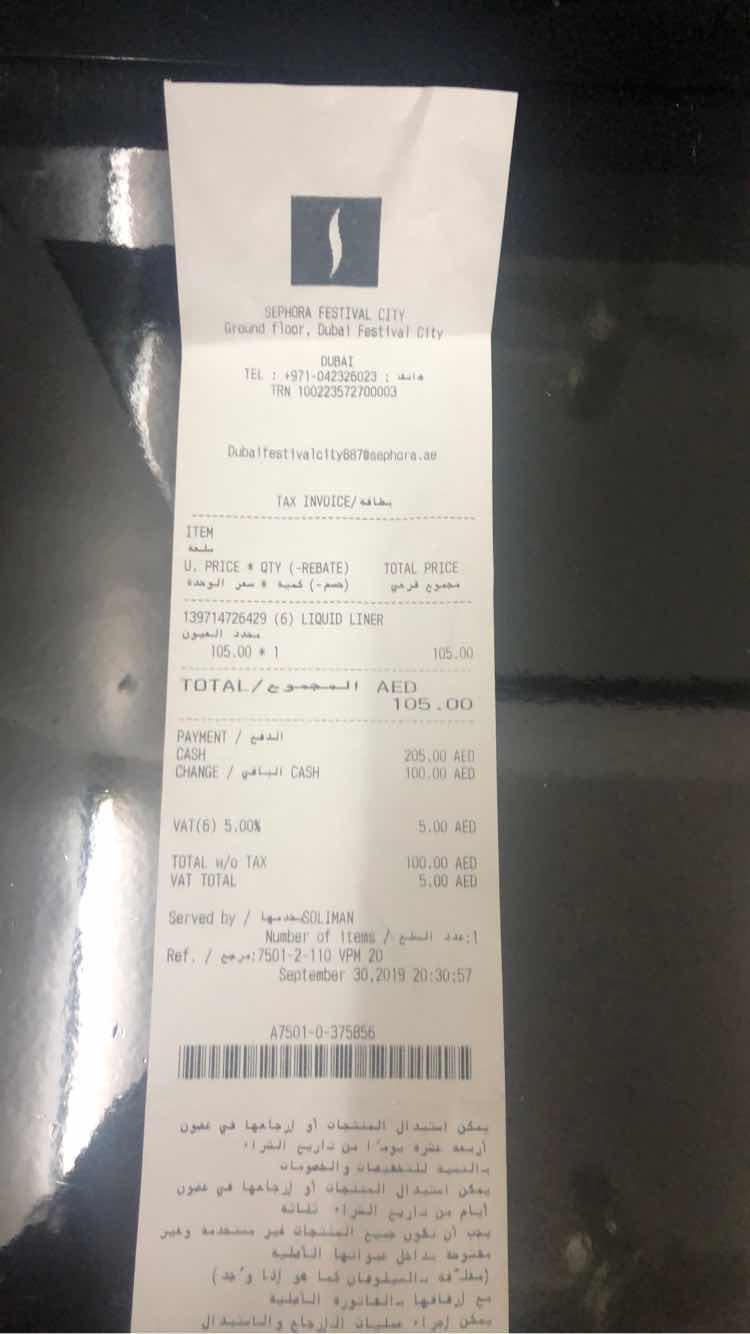 SEPHORA FESTIVAL CITY
Ground floor, Dubai Festival City
DUBAI
TEL : +971-042326023 : هاتف
TRN 100223572700003
Dubaifestivalcity887@sephora.ae
TAX INVOICE/بطاقة
ITEM
سلعة
U. PRICE * QTY (-REBATE) TOTAL PRICE
(خصم-) كمية * سعر الوحدة مجموع فرعي
139714726429 (6) LIQUID LINER
محدد العيون
105.00 * 1 105.00
TOTAL/المجموع AED
105.00
PAYMENT / الدفع
CASH 205.00 AED
CHANGE / الباقي CASH 100.00 AED
VAT(6) 5.00% 5.00 AED
TOTAL w/o TAX 100.00 AED
VAT TOTAL 5.00 AED
Served by / خدمها SOLIMAN
Number of items / عدد السلع:1
Ref. / مرجع:7501-2-110 VPM 20
September 30,2019 20:30:57
A7501-0-375856
يمكن استبدال المنتجات أو إرجاعها في غضون
أربعة عشرة يومًا من تاريخ الشراء
بالنسبة للتخفيضات والخصومات
يمكن استبدال المنتجات أو إرجاعها في غضون
أيام من تاريخ الشراء ثلاثة
يجب أن تكون جميع المنتجات غير مستخدمة وغير
مفتوحة بداخل عبواتها الأصلية
(مغلّفة بالسيلوفان كما هو إذا وُجد)
مع إرفاقها بالفاتورة الأصلية
يمكن إجراء عمليات الإرجاع والاستبدال